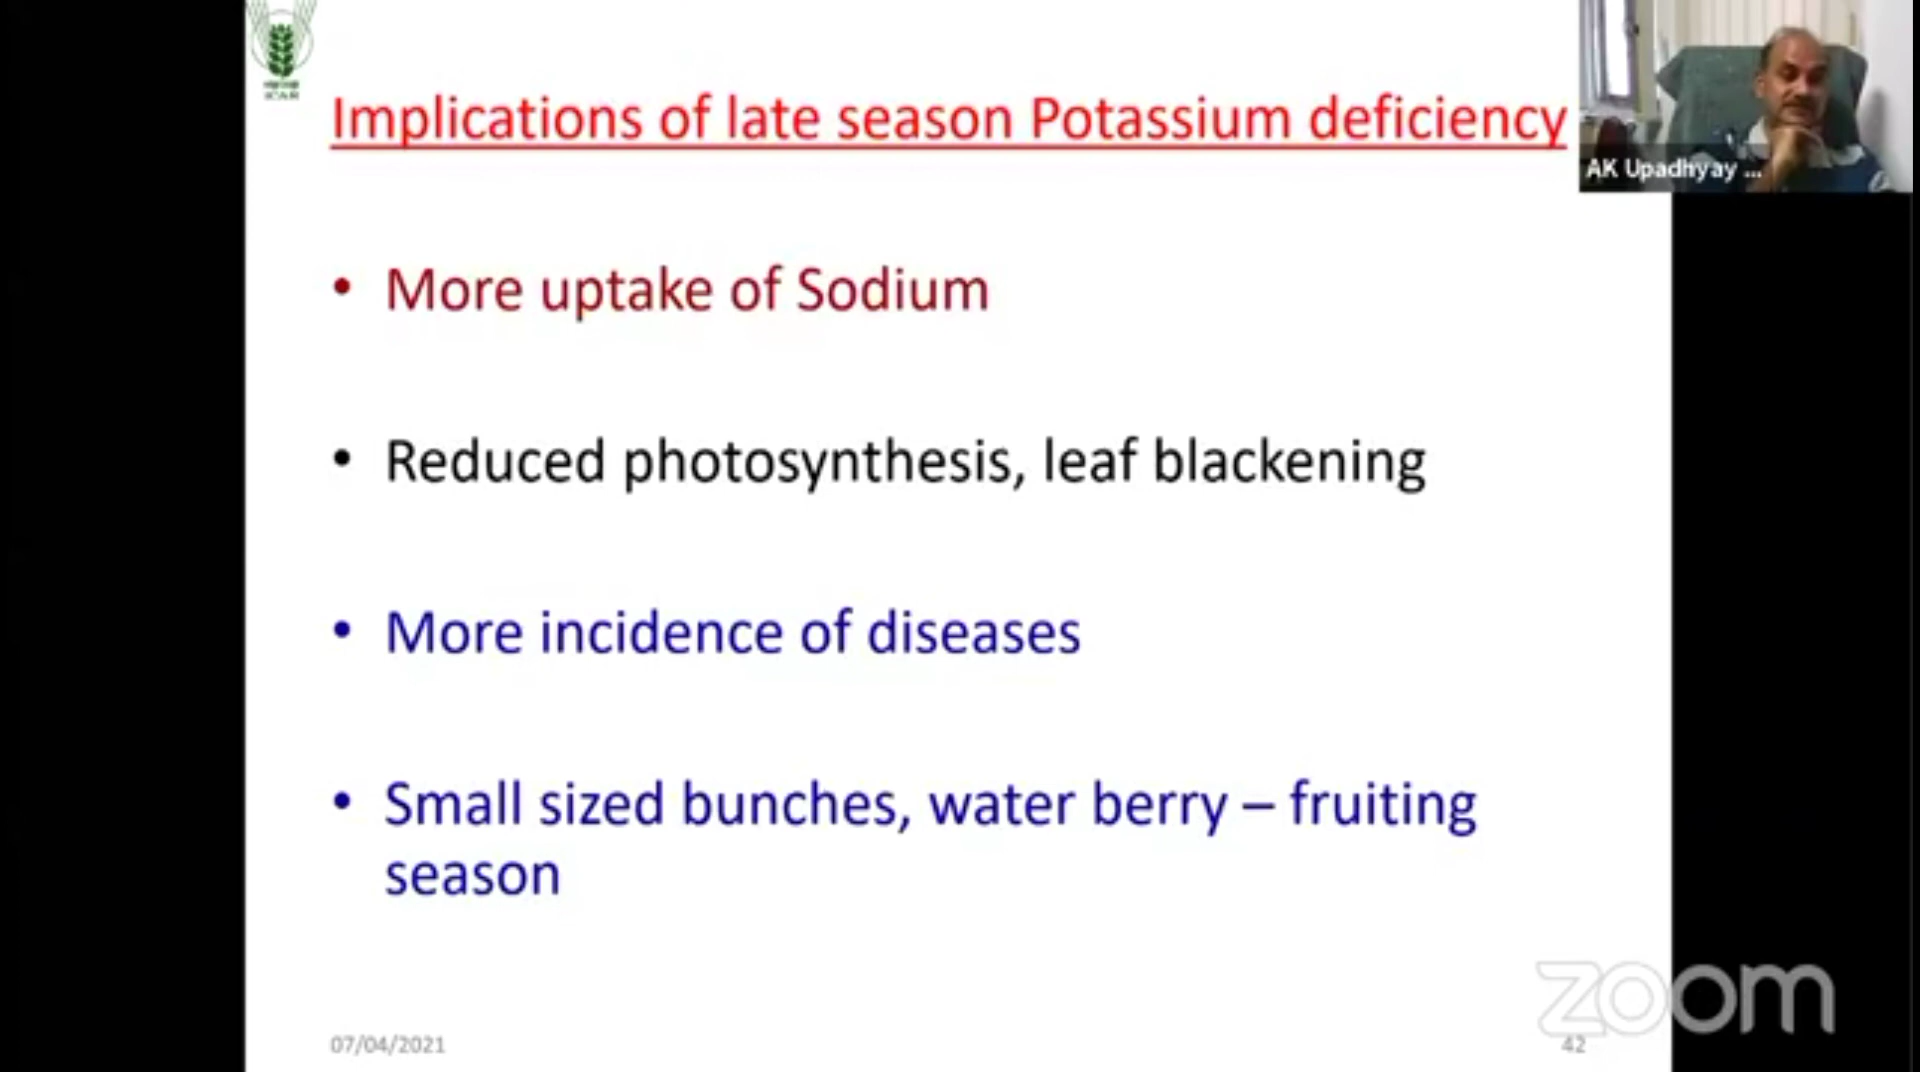 ICAR
Implications of late season Potassium deficiency
AK Upadhyay ...
• More uptake of Sodium
• Reduced photosynthesis, leaf blackening
• More incidence of diseases
• Small sized bunches, water berry – fruiting
season
zoom
07/04/2021
42